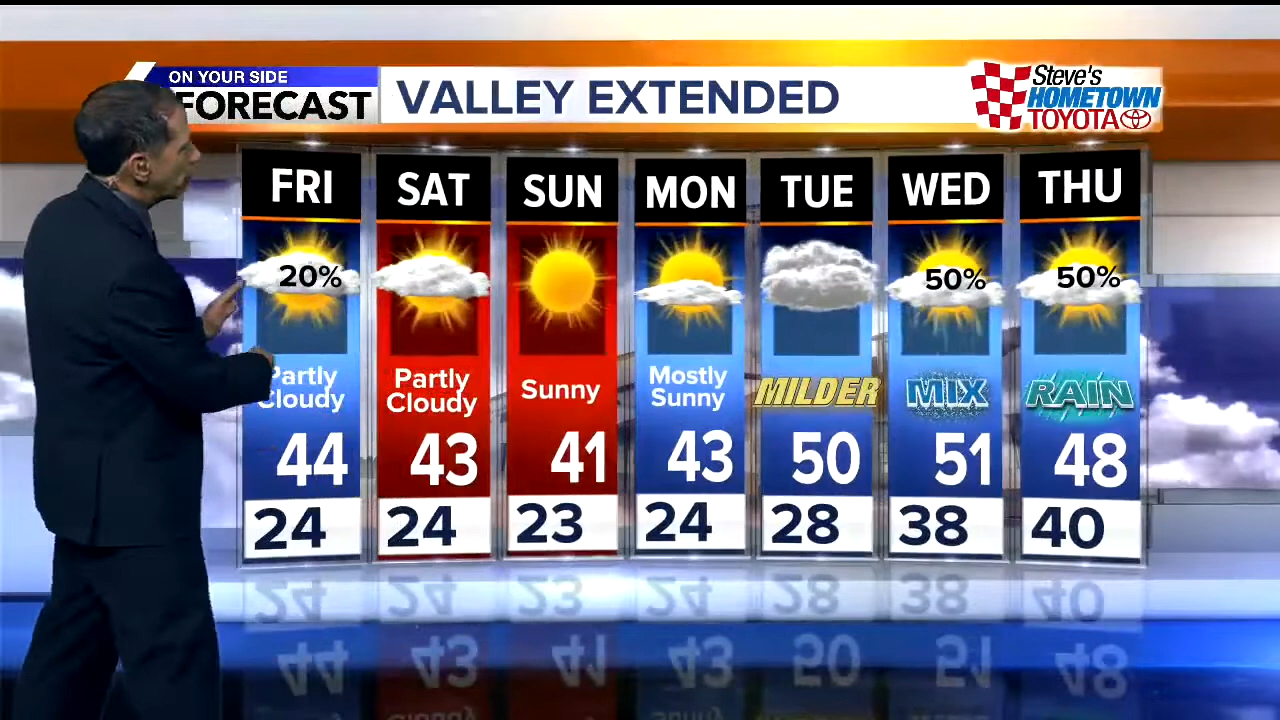 ON YOUR SIDE
FORECAST
VALLEY EXTENDED
Steve's
HOMETOWN
TOYOTA
FRI
SAT
SUN
MON
TUE
WED
THU
20%
50%
50%
Partly
Cloudy
Partly
Cloudy
Sunny
Mostly
Sunny
MILDER
MIX
RAIN
44
43
41
43
50
51
48
24
24
23
24
28
38
40